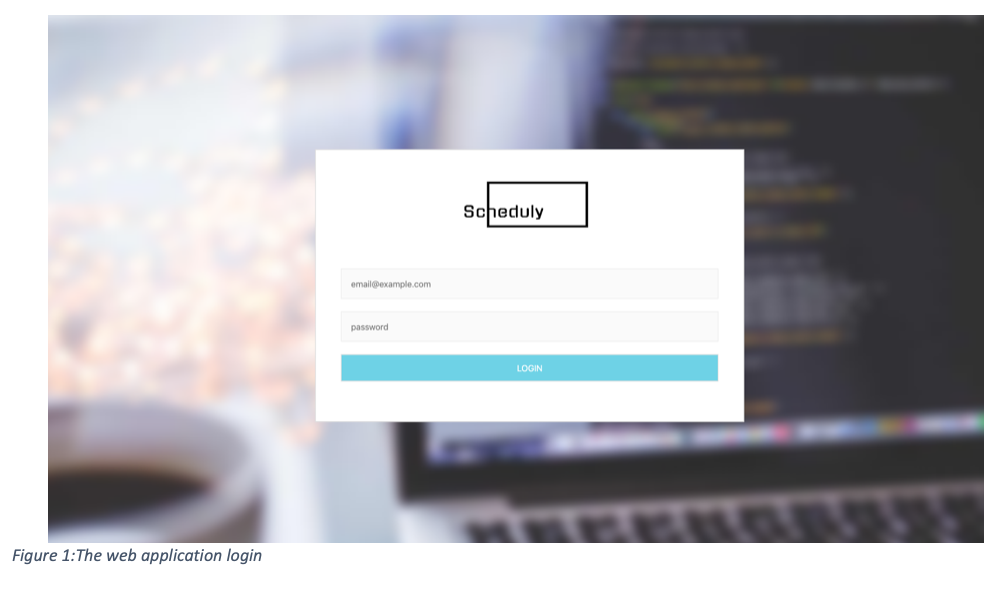 Scheduly
email@example.com
password
LOGIN
Figure 1:The web application login